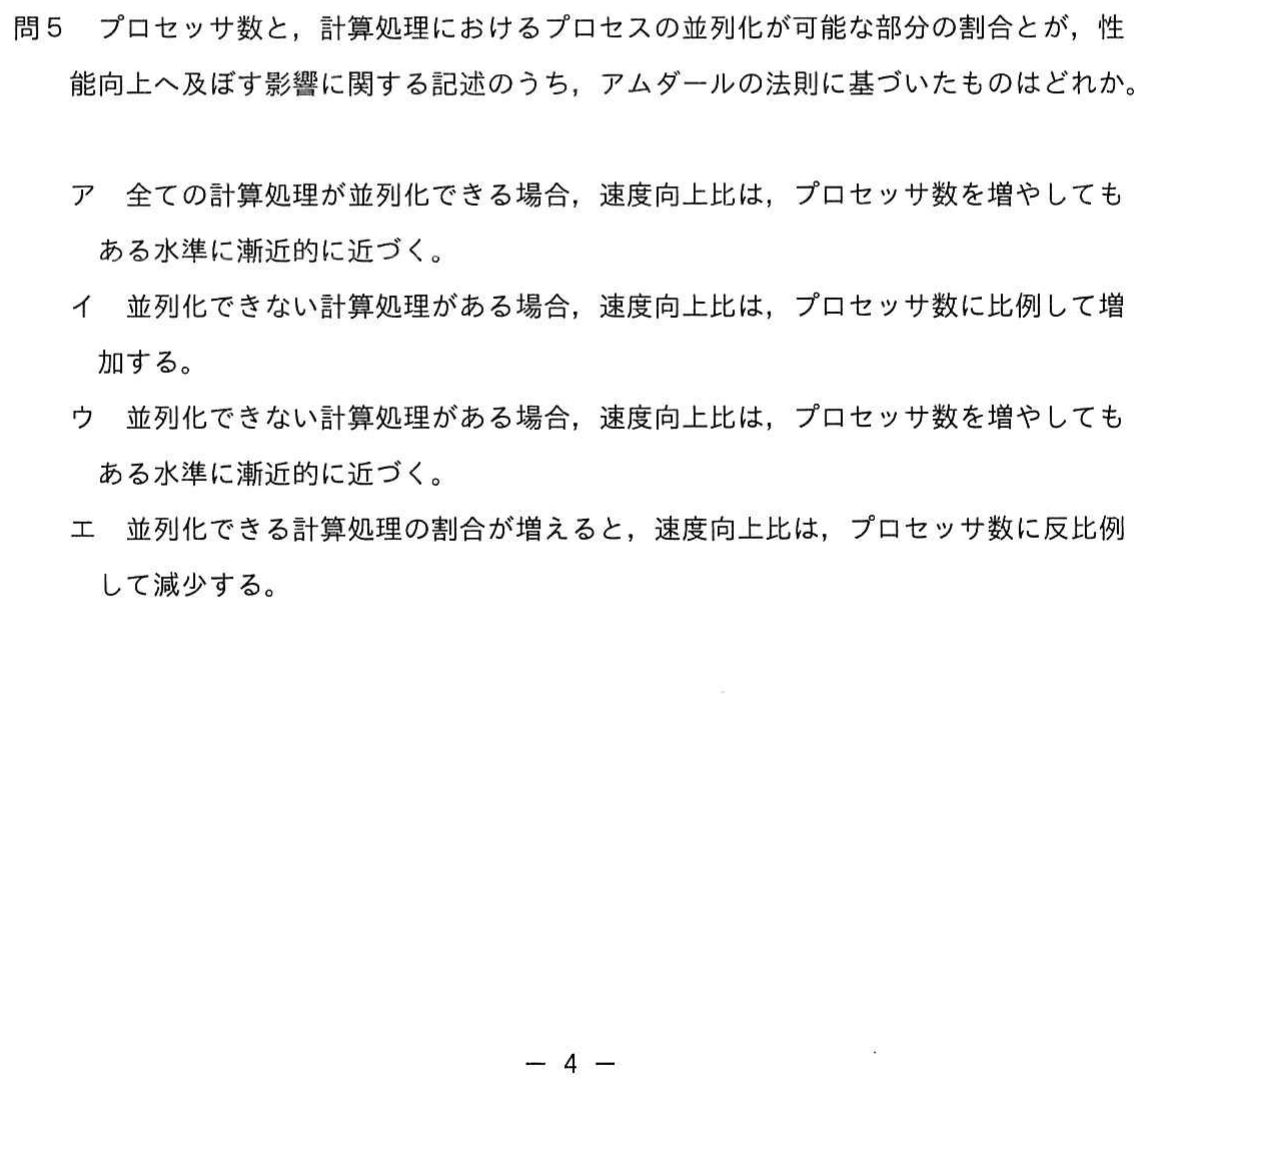 問５　プロセッサ数と，計算処理におけるプロセスの並列化が可能な部分の割合とが，性
能向上へ及ぼす影響に関する記述のうち，アムダールの法則に基づいたものはどれか。
ア　全ての計算処理が並列化できる場合，速度向上比は，プロセッサ数を増やしても
ある水準に漸近的に近づく。
イ　並列化できない計算処理がある場合，速度向上比は，プロセッサ数に比例して増
加する。
ウ　並列化できない計算処理がある場合，速度向上比は，プロセッサ数を増やしても
ある水準に漸近的に近づく。
エ　並列化できる計算処理の割合が増えると，速度向上比は，プロセッサ数に反比例
して減少する。
－ 4 －